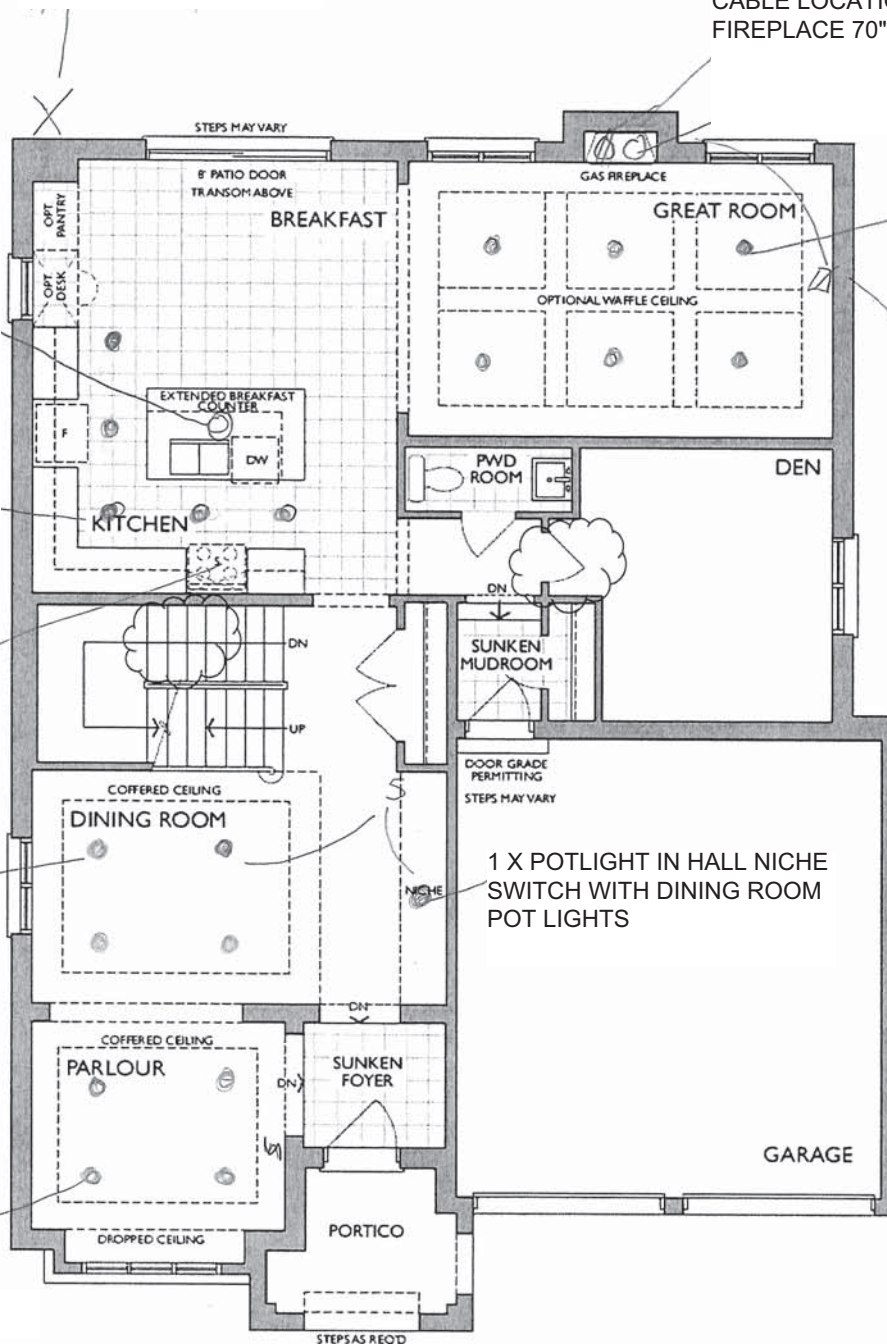 CABLE LOCATIO
FIREPLACE 70"
STEPS MAY VARY
8' PATIO DOOR
TRANSOM ABOVE
BREAKFAST
GAS FIREPLACE
GREAT ROOM
OPT
PANTRY
OPT
DESK
OPTIONAL WAFFLE CEILING
EXTENDED BREAKFAST
COUNTER
F
DW
PWD
ROOM
DEN
KITCHEN
S
DN
SUNKEN
MUDROOM
DN
UP
DOOR GRADE
PERMITTING
STEPS MAY VARY
COFFERED CEILING
DINING ROOM
S
1 X POTLIGHT IN HALL NICHE
SWITCH WITH DINING ROOM
POT LIGHTS
NICHE
DN
COFFERED CEILING
PARLOUR
SUNKEN
FOYER
DN
GARAGE
PORTICO
DROPPED CEILING
STEPS AS REQ'D